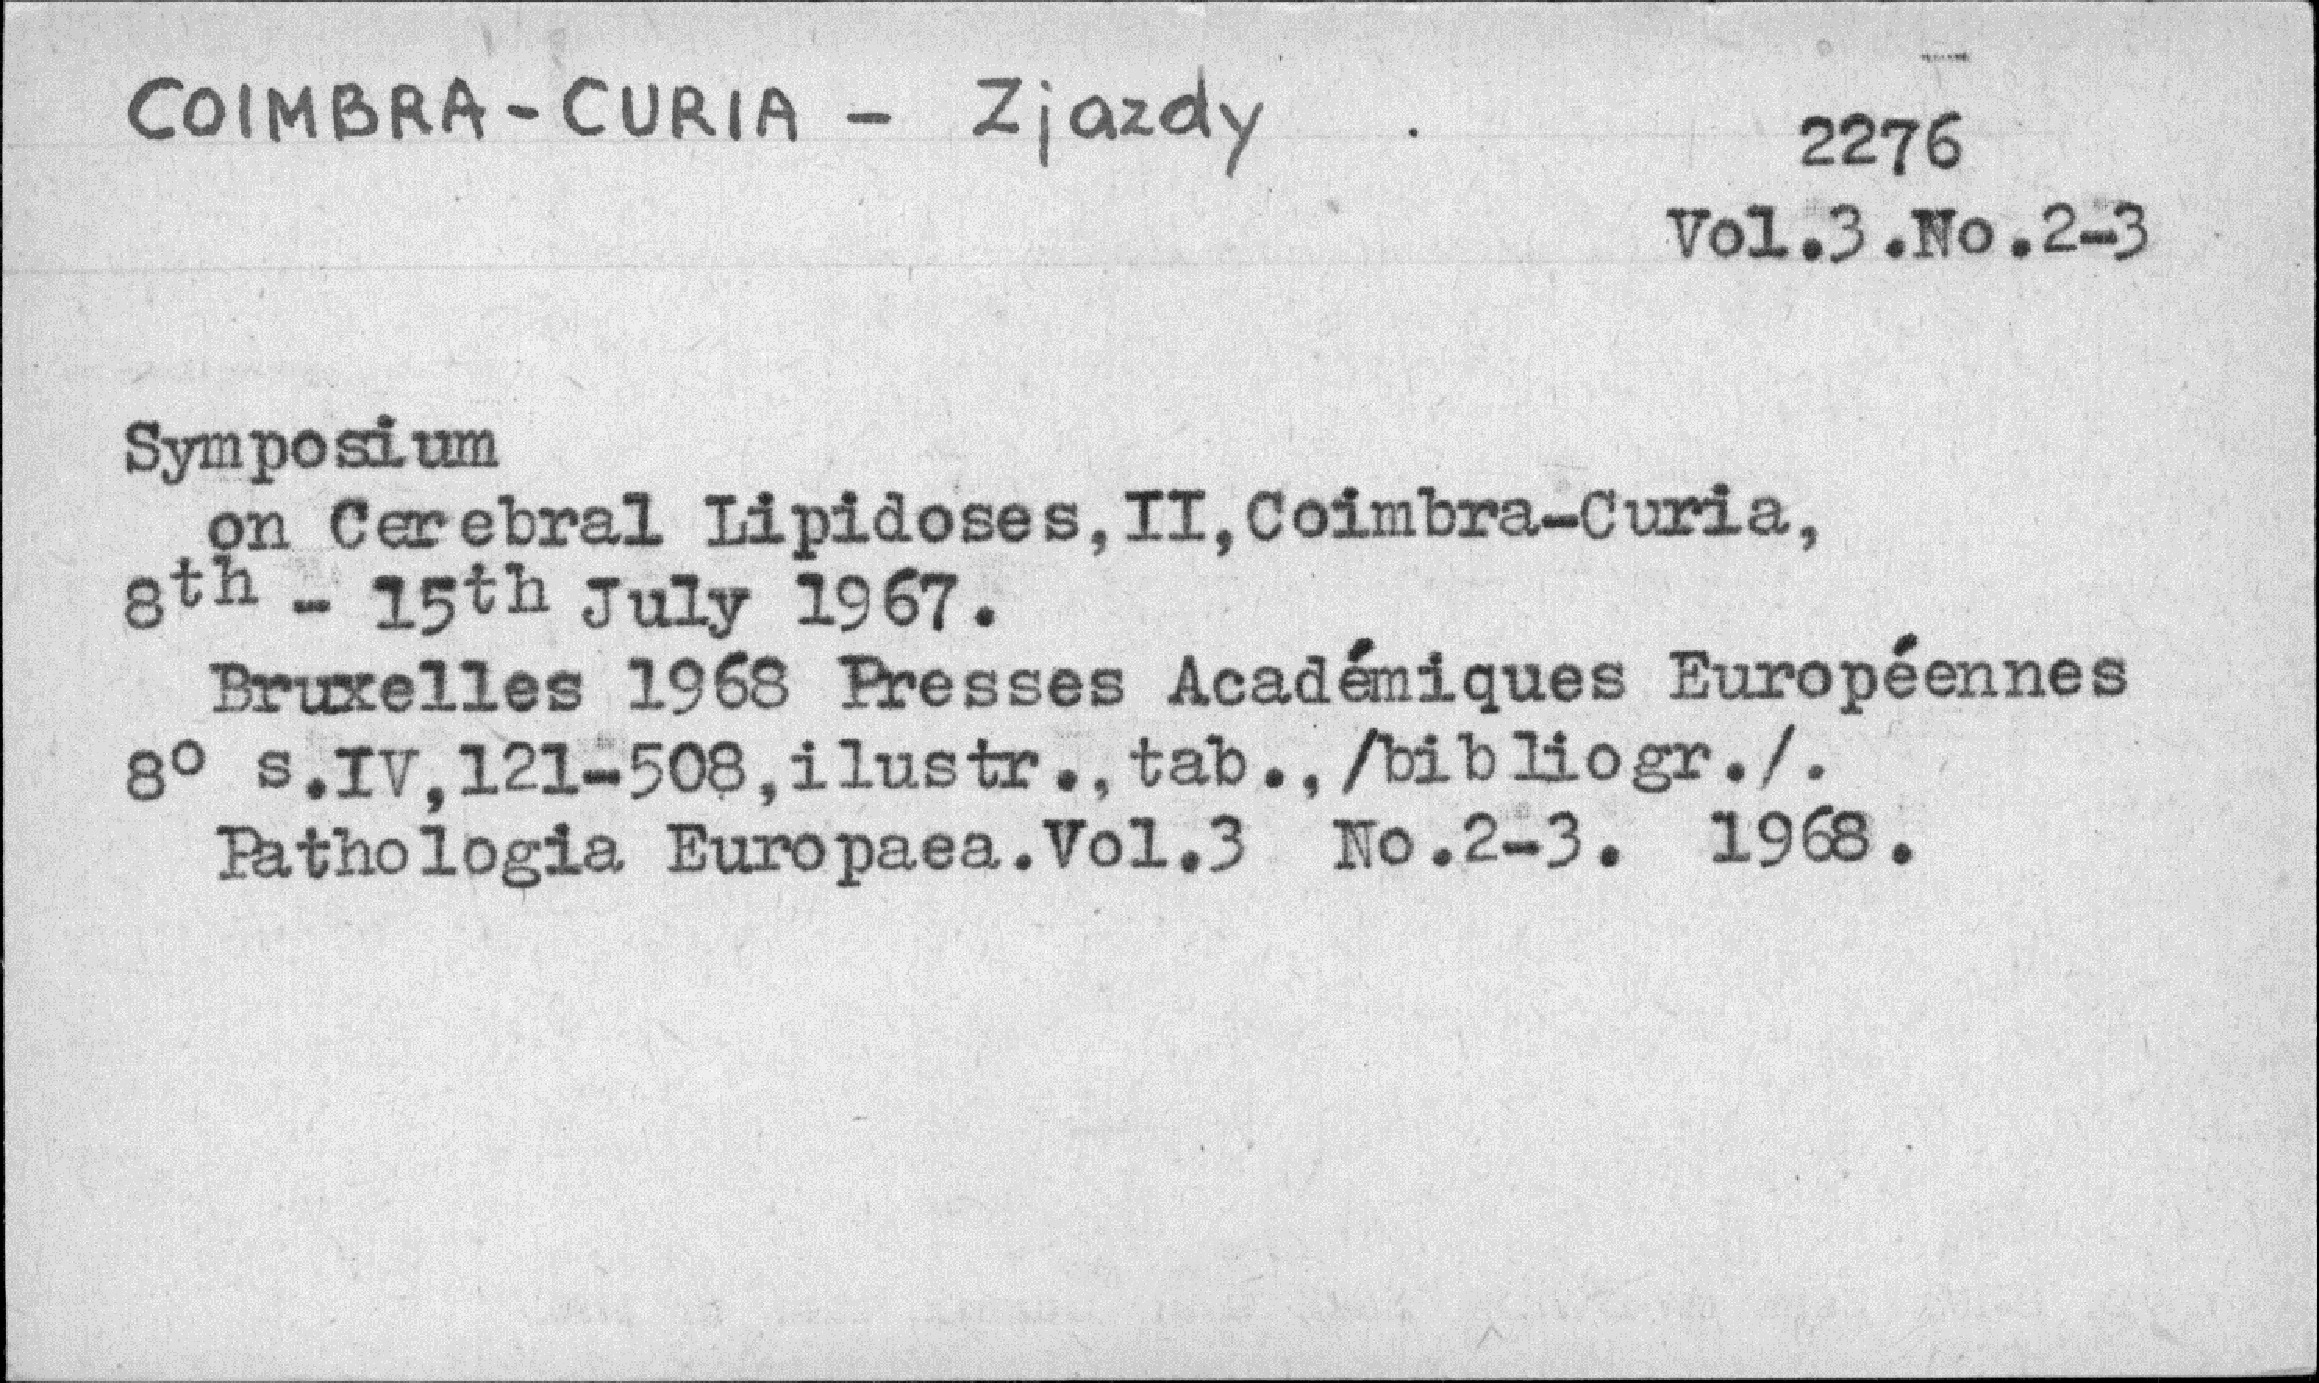 COIMBRA-CURIA - Zjazdy
2276
Vol.3.No.2-3
Symposium
on Cerebral Lipidoses,II,Coimbra-Curia,
8th - 15th July 1967.
Bruxelles 1968 Presses Académiques Européennes
8° s.IV,121-508,ilustr.,tab.,/bibliogr./.
Pathologia Europaea.Vol.3 No.2-3. 1968.